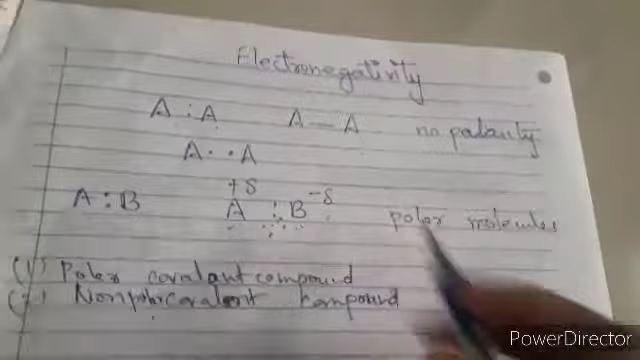 Electronegativity
A : A A — A no polarity
A · · A
A : B +δ A : B -δ polar molecules
(1) Polar covalent compound
(2) Nonpolar covalent compound
PowerDirector